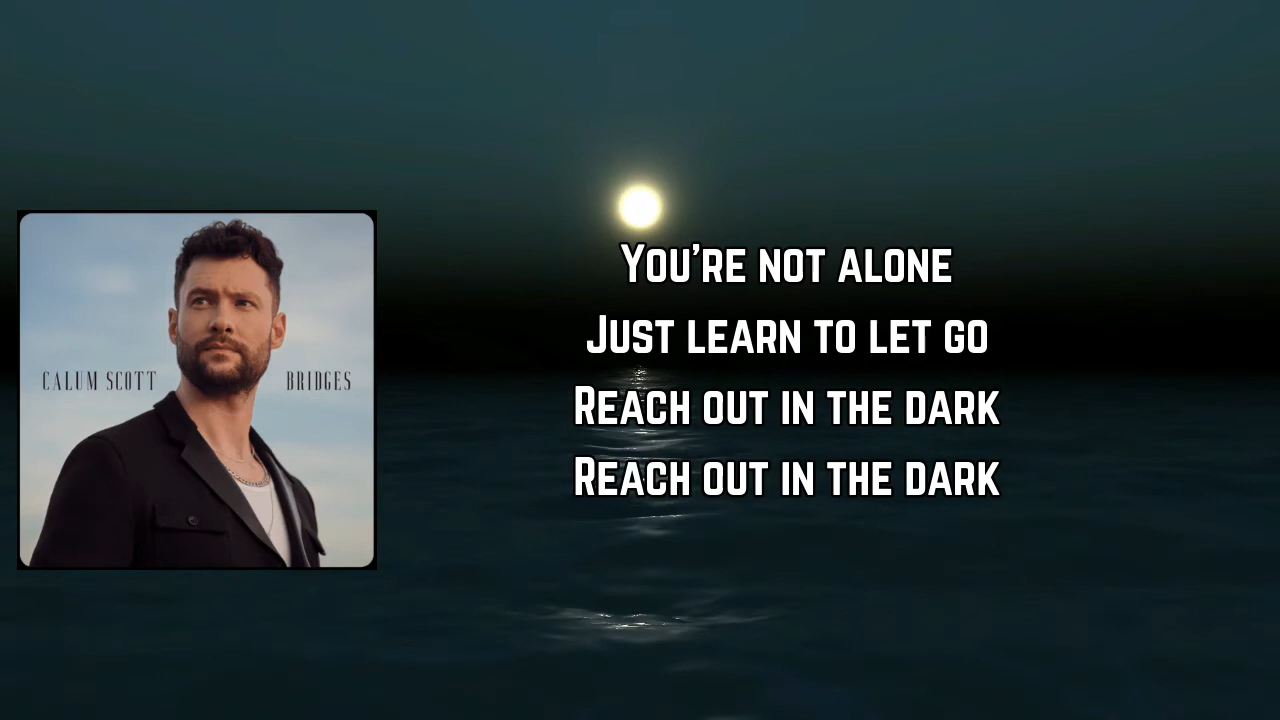 CALUM SCOTT BRIDGES
You're not alone
Just learn to let go
Reach out in the dark
Reach out in the dark